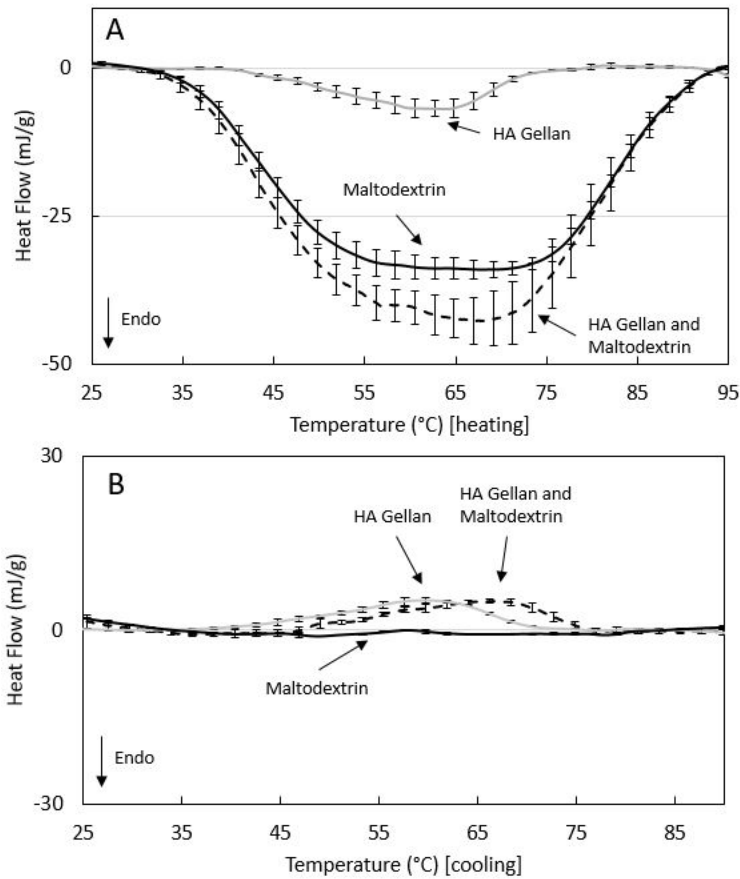 A
0
HA Gellan
Maltodextrin
-25
HA Gellan and
Maltodextrin
Endo
-50
Heat Flow (mJ/g)
25 35 45 55 65 75 85 95
Temperature (°C) [heating]
30
B
HA Gellan
HA Gellan and
Maltodextrin
0
Maltodextrin
Endo
-30
Heat Flow (mJ/g)
25 35 45 55 65 75 85
Temperature (°C) [cooling]